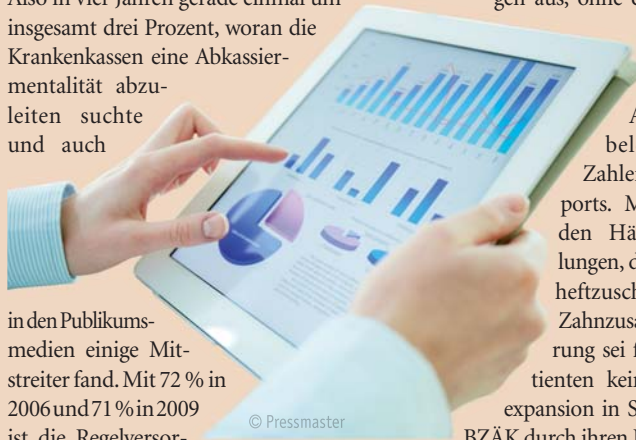 Also in vier Jahren gerade einmal um
insgesamt drei Prozent, woran die
Krankenkassen eine Abkassier-
mentalität abzu-
leiten suchte
und auch
in den Publikums-
medien einige Mit-
streiter fand. Mit 72 % in
2006 und 71 % in 2009
ist die Regelversor-
© Pressmaster
gen aus, ohne
bel
Zahlen
ports. M
den Hä
lungen, d
heftzusch
Zahnzusa
rung sei f
tienten kein
expansion in S
BZÄK durch ihren